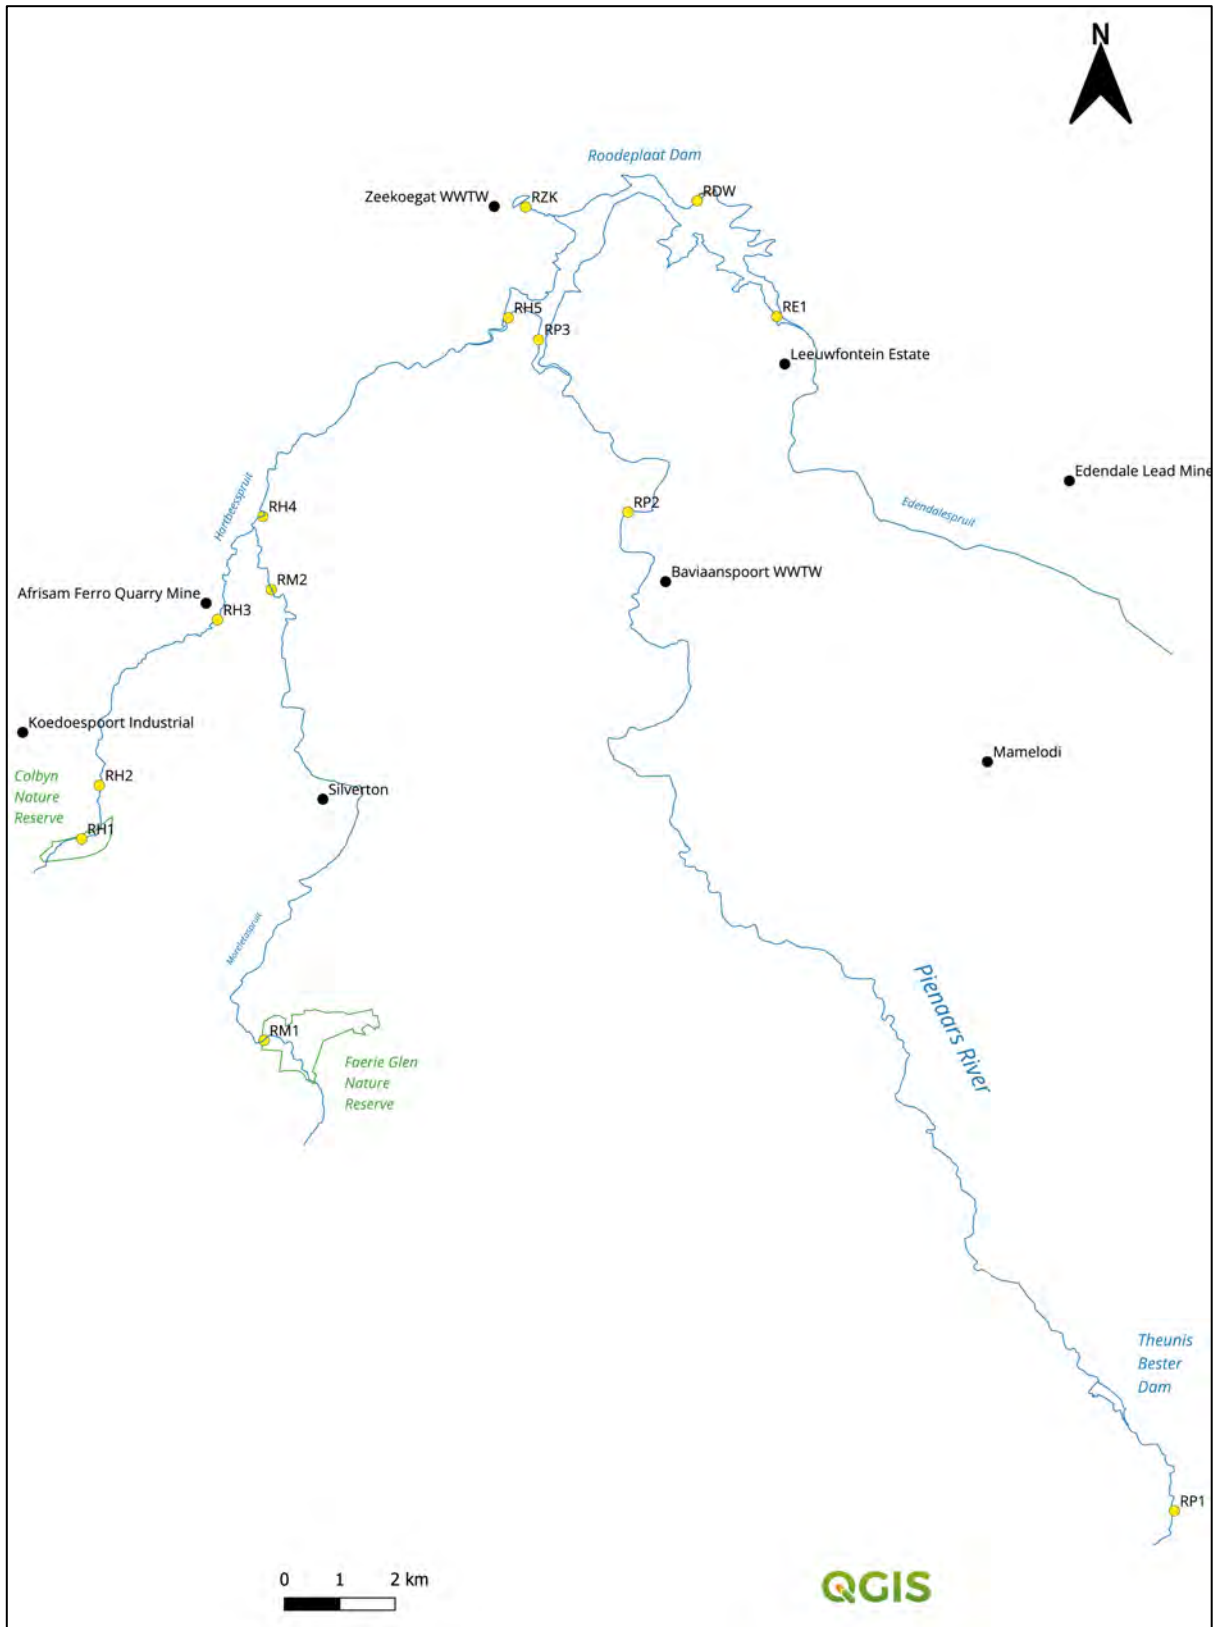 N
Roodeplaat Dam
Zeekoegat WWTW
RZK
RDW
RH5
RP3
RE1
Leeuwfontein Estate
Edendale Lead Mine
Hartbeesspruit
RH4
RP2
Edendalespruit
Baviaanspoort WWTW
RM2
Afrisam Ferro Quarry Mine
RH3
Koedoespoort Industrial
Mamelodi
Colbyn
Nature
Reserve
RH2
Silverton
RH1
Moreletaspruit
Pienaars River
RM1
Faerie Glen
Nature
Reserve
Theunis
Bester
Dam
RP1
0 1 2 km
QGIS